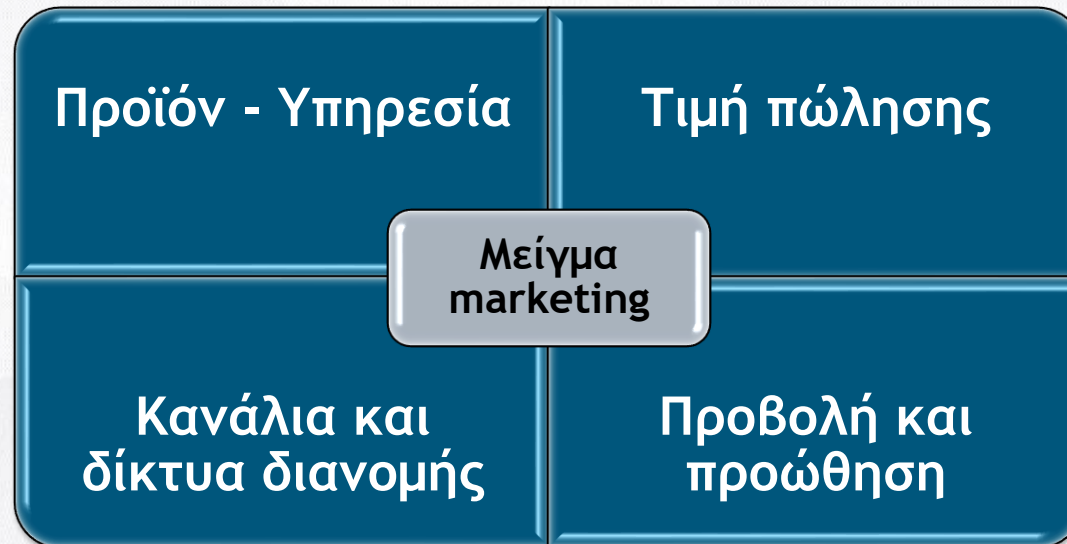 Προϊόν - Υπηρεσία
Τιμή πώλησης
Μείγμα
marketing
Κανάλια και
δίκτυα διανομής
Προβολή και
προώθηση